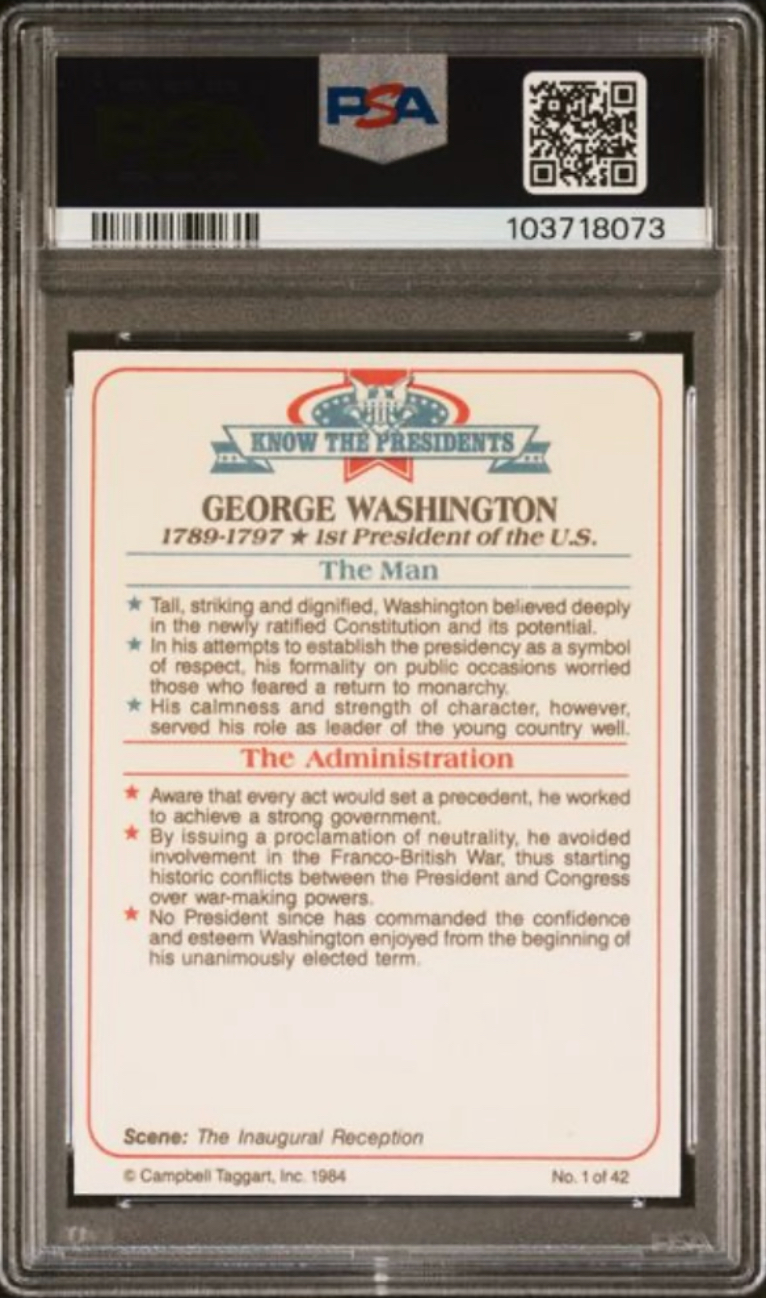 PSA
103718073
KNOW THE PRESIDENTS
GEORGE WASHINGTON
1789-1797 ★ 1st President of the U.S.
The Man
★ Tall, striking and dignified, Washington believed deeply
in the newly ratified Constitution and its potential.
★ In his attempts to establish the presidency as a symbol
of respect, his formality on public occasions worried
those who feared a return to monarchy.
★ His calmness and strength of character, however,
served his role as leader of the young country well.
The Administration
★ Aware that every act would set a precedent, he worked
to achieve a strong government.
★ By issuing a proclamation of neutrality, he avoided
involvement in the Franco-British War, thus starting
historic conflicts between the President and Congress
over war-making powers.
★ No President since has commanded the confidence
and esteem Washington enjoyed from the beginning of
his unanimously elected term.
Scene: The Inaugural Reception
© Campbell Taggart, Inc. 1984 No. 1 of 42
PSA